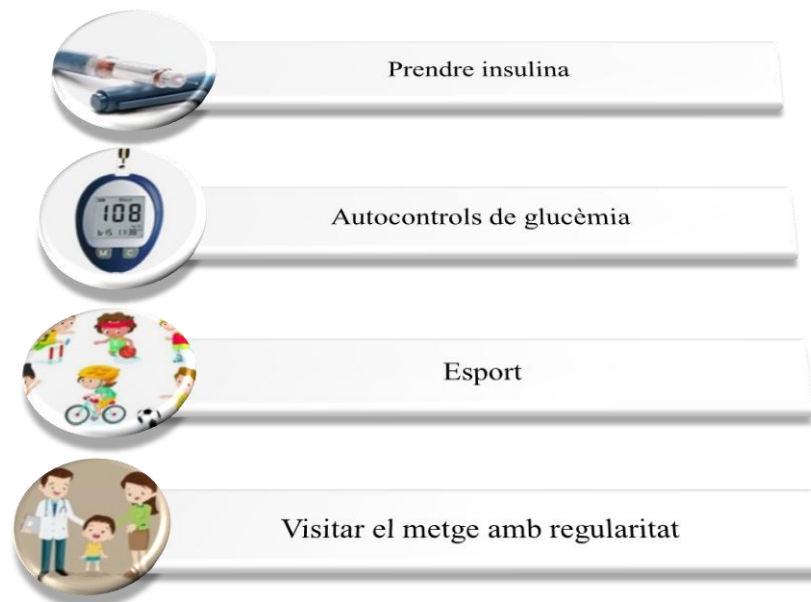 Prendre insulina
108
M C
Autocontrols de glucèmia
Esport
Visitar el metge amb regularitat